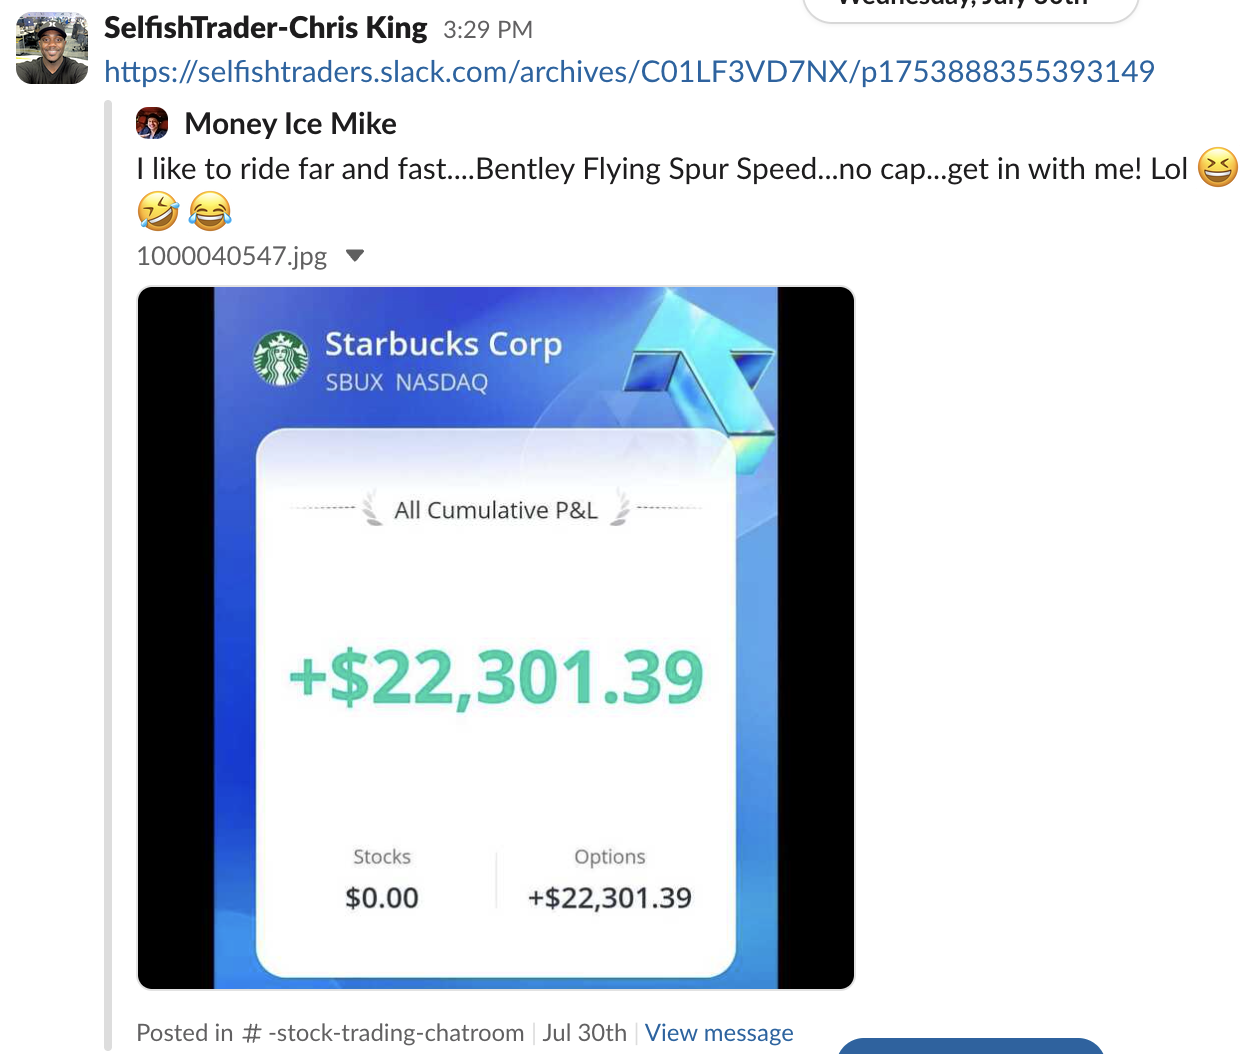 Wednesday, July 30th
SelfishTrader-Chris King 3:29 PM
https://selfishtraders.slack.com/archives/C01LF3VD7NX/p1753888355393149
Money Ice Mike
I like to ride far and fast....Bentley Flying Spur Speed...no cap...get in with me! Lol 😆
🤣 😂
1000040547.jpg
Starbucks Corp
SBUX NASDAQ
All Cumulative P&L
+$22,301.39
Stocks Options
$0.00 +$22,301.39
Posted in # -stock-trading-chatroom | Jul 30th | View message